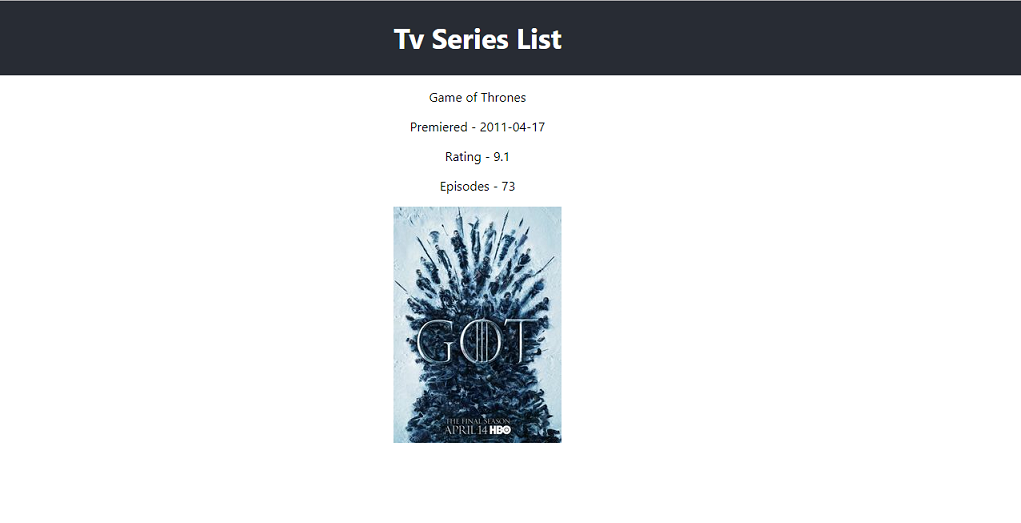 Tv Series List
Game of Thrones
Premiered - 2011-04-17
Rating - 9.1
Episodes - 73
GOT
THE FINAL SEASON
APRIL 14 HBO